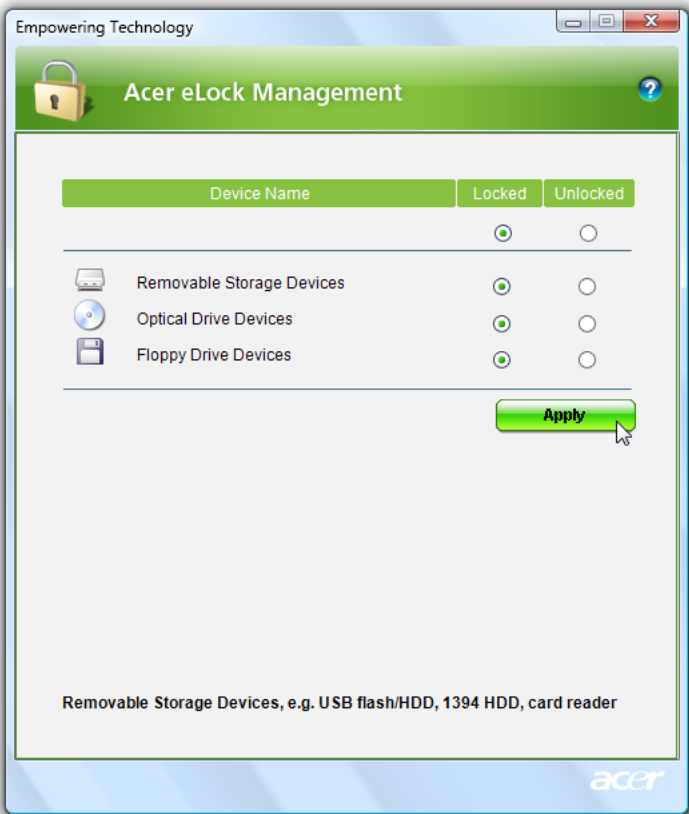 Empowering Technology
Acer eLock Management
?
Device Name Locked Unlocked
Removable Storage Devices
Optical Drive Devices
Floppy Drive Devices
Apply
Removable Storage Devices, e.g. USB flash/HDD, 1394 HDD, card reader
acer